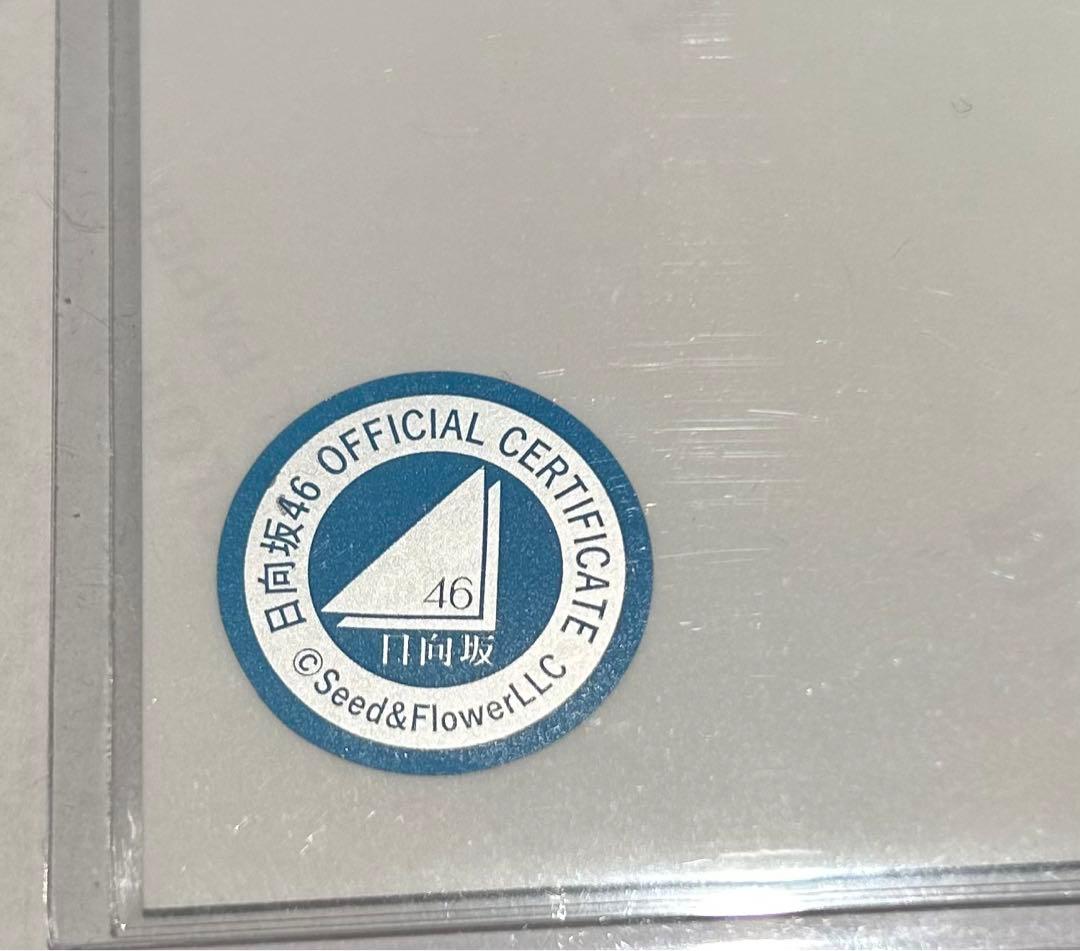 日向坂46 OFFICIAL CERTIFICATE
46
日向坂
©Seed&FlowerLLC